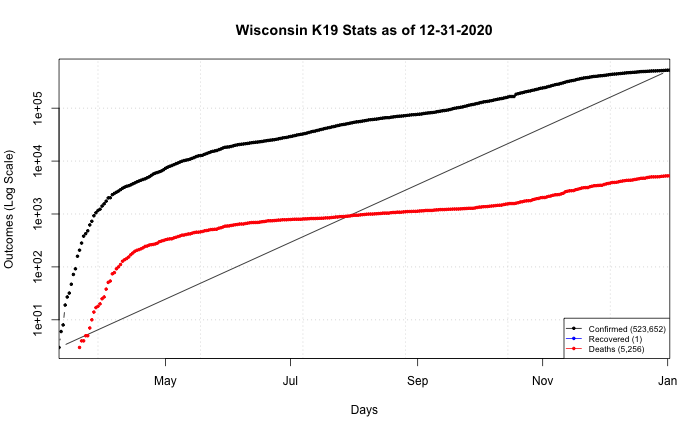 Wisconsin K19 Stats as of 12-31-2020
Outcomes (Log Scale)
1e+05
1e+04
1e+03
1e+02
1e+01
Confirmed (523,652)
Recovered (1)
Deaths (5,256)
May Jul Sep Nov Jan
Days